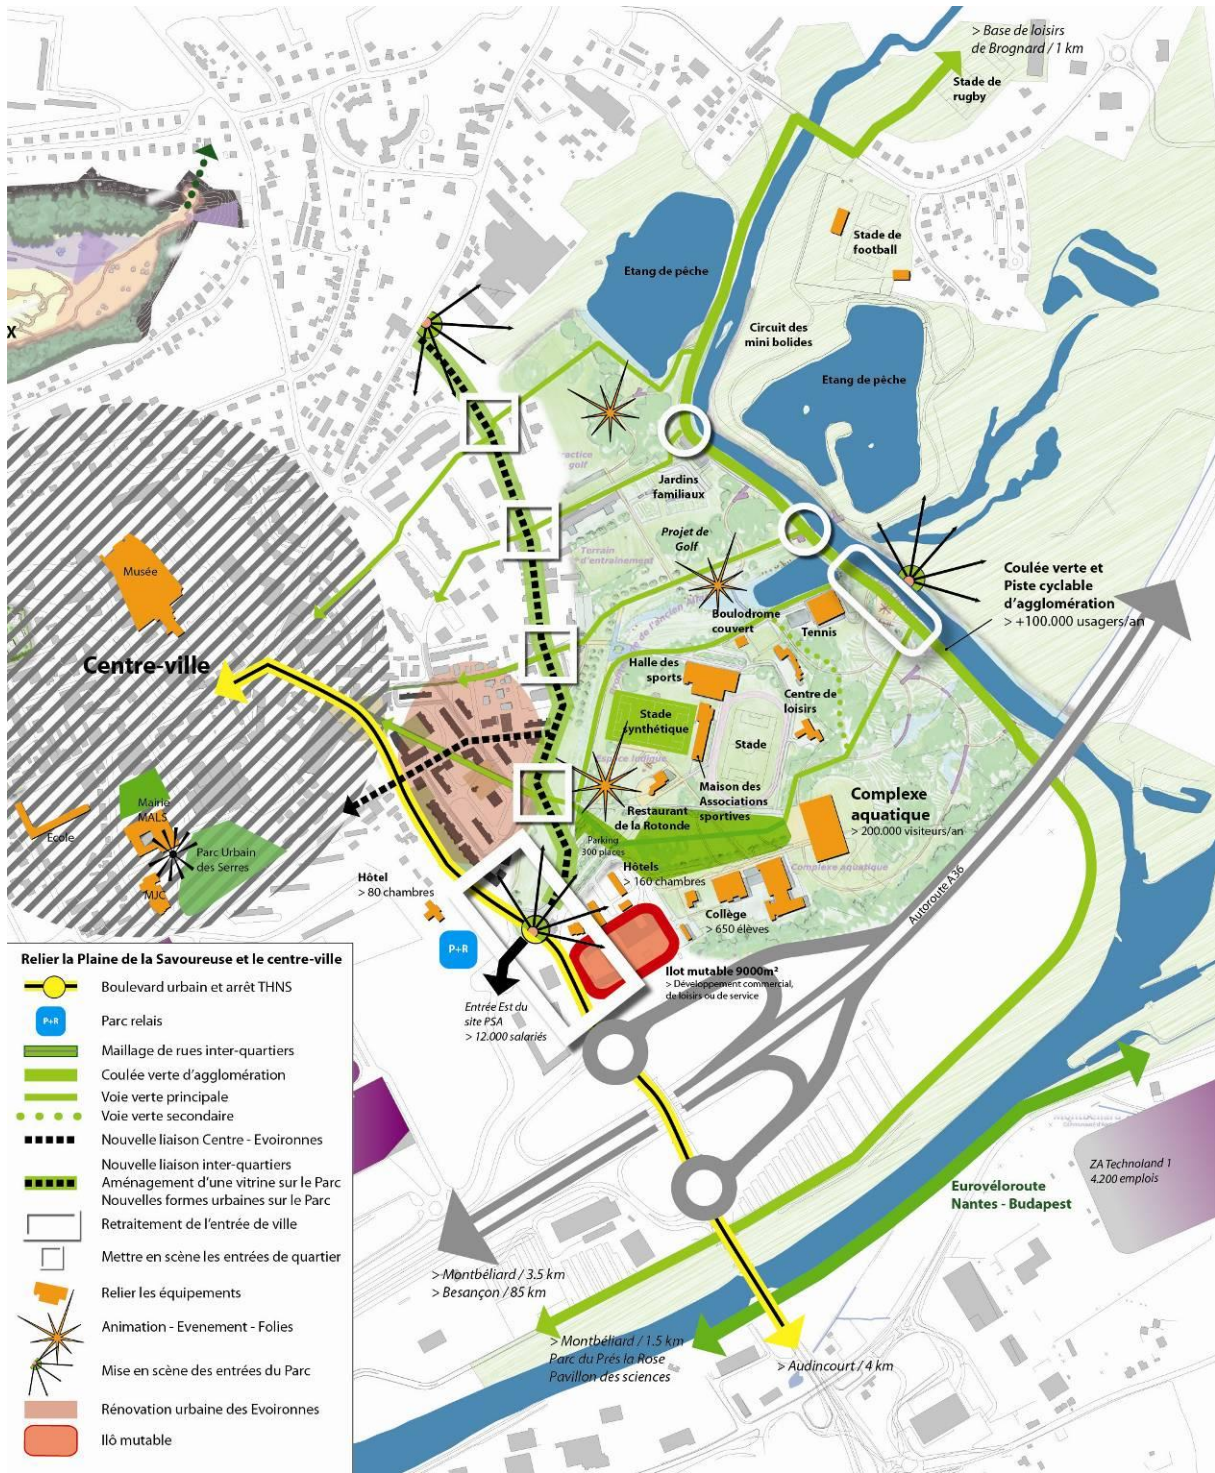 > Base de loisirs
de Brognard / 1 km
Stade de
rugby
Stade de
football
Etang de pêche
Circuit des
mini bolides
Etang de pêche
X
golf
Jardins
familiaux
Projet de
Golf
Terrain
d'entraînement
Musée
Centre-ville
Coulée verte et
Piste cyclable
d'agglomération
> +100.000 usagers/an
Boulodrome
couvert
Tennis
Halle des
sports
Centre de
loisirs
Stade
synthétique
Stade
Espace ludique
Maison des
Associations
sportives
Restaurant
de la Rotonde
Complexe
aquatique
> 200.000 visiteurs/an
Complexe aquatique
Parking
300 places
Mairie
MALS
Ecole
Parc Urbain
des Serres
MJC
Hôtel
> 80 chambres
P+R
Hôtels
> 160 chambres
Collège
> 650 élèves
Autoroute A36
Ilot mutable 9000m²
> Développement commercial,
de loisirs ou de service
Entrée Est du
site PSA
> 12.000 salariés
Relier la Plaine de la Savoureuse et le centre-ville
Boulevard urbain et arrêt THNS
P+R
Parc relais
Maillage de rues inter-quartiers
Coulée verte d'agglomération
Voie verte principale
Voie verte secondaire
Nouvelle liaison Centre - Evoironnes
Nouvelle liaison inter-quartiers
Aménagement d'une vitrine sur le Parc
Nouvelles formes urbaines sur le Parc
Retraitement de l'entrée de ville
Mettre en scène les entrées de quartier
Relier les équipements
Animation - Evenement - Folies
Mise en scène des entrées du Parc
Rénovation urbaine des Evoironnes
Ilô mutable
ZA Technoland 1
4.200 emplois
Eurovéloroute
Nantes - Budapest
> Montbéliard / 3.5 km
> Besançon / 85 km
> Montbéliard / 1.5 km
Parc du Prés la Rose
Pavillon des sciences
> Audincourt / 4 km